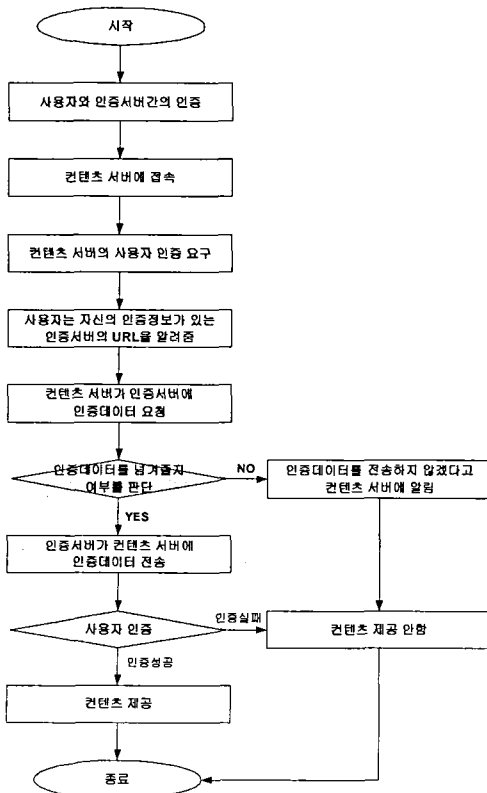 시작
사용자와 인증서버간의 인증
컨텐츠 서버에 접속
컨텐츠 서버의 사용자 인증 요구
사용자는 자신의 인증정보가 있는
인증서버의 URL을 알려줌
컨텐츠 서버가 인증서버에
인증데이터 요청
인증데이터를 넘겨줄지
여부를 판단
NO
인증데이터를 전송하지 않겠다고
컨텐츠 서버에 알림
YES
인증서버가 컨텐츠 서버에
인증데이터 전송
사용자 인증
인증실패
컨텐츠 제공 안함
인증성공
컨텐츠 제공
종료